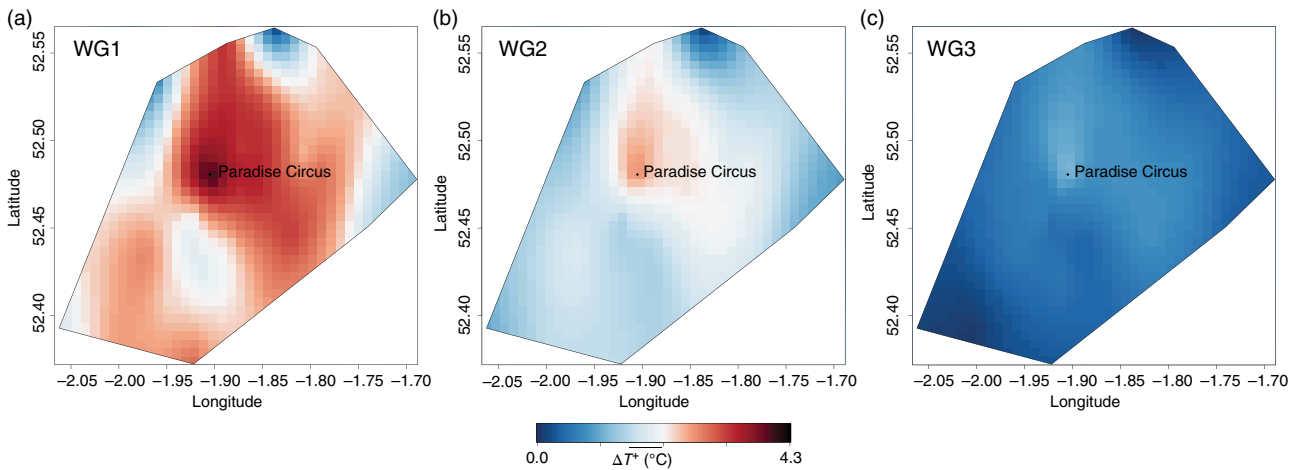 (a)
WG1
Paradise Circus
Latitude
52.55
52.50
52.45
52.40
−2.05 −2.00 −1.95 −1.90 −1.85 −1.80 −1.75 −1.70
Longitude
(b)
WG2
Paradise Circus
Latitude
52.55
52.50
52.45
52.40
−2.05 −2.00 −1.95 −1.90 −1.85 −1.80 −1.75 −1.70
Longitude
(c)
WG3
Paradise Circus
Latitude
52.55
52.50
52.45
52.40
−2.05 −2.00 −1.95 −1.90 −1.85 −1.80 −1.75 −1.70
Longitude
0.0 ΔT⁺ (°C) 4.3